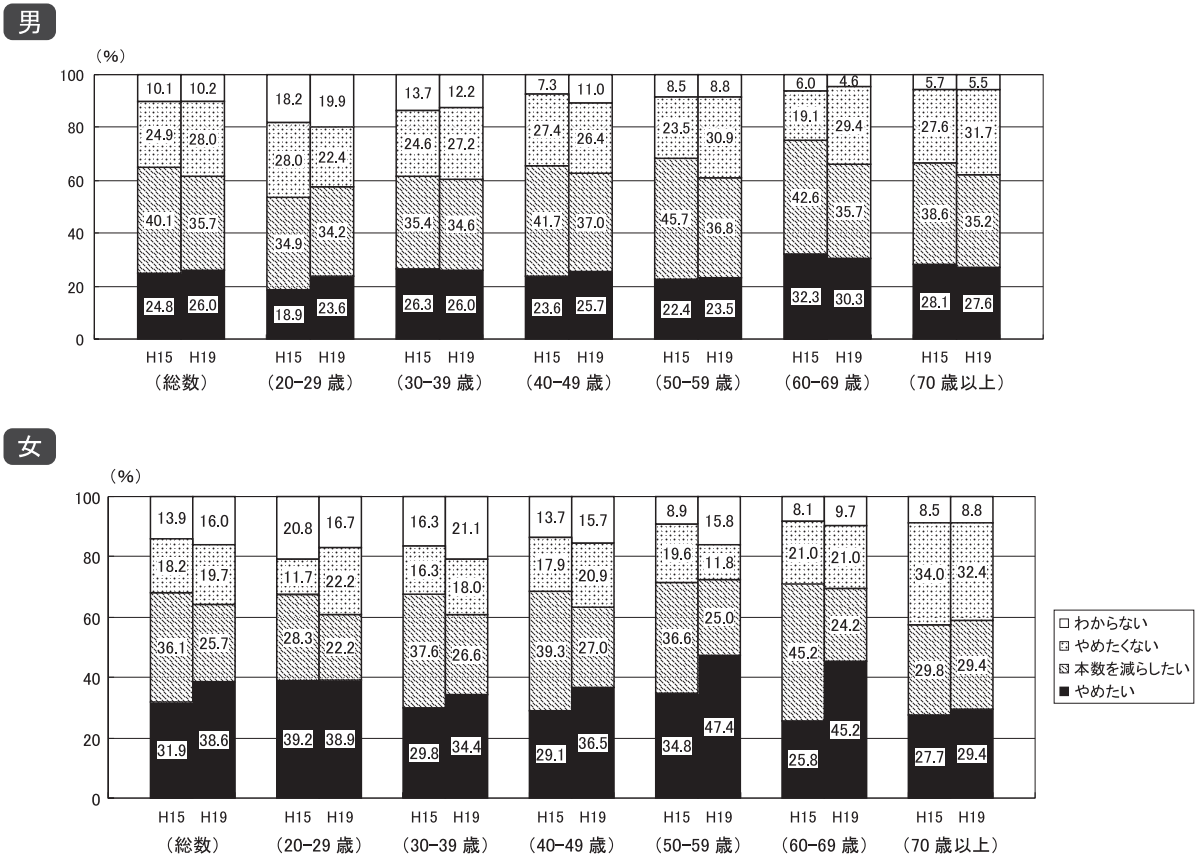 男
(%)
100
80
60
40
20
0
10.1 10.2 18.2 19.9 13.7 12.2 7.3 11.0 8.5 8.8 6.0 4.6 5.7 5.5
24.9 28.0 28.0 22.4 24.6 27.2 27.4 26.4 23.5 30.9 19.1 29.4 27.6 31.7
40.1 35.7 34.9 34.2 35.4 34.6 41.7 37.0 45.7 36.8 42.6 35.7 38.6 35.2
24.8 26.0 18.9 23.6 26.3 26.0 23.6 25.7 22.4 23.5 32.3 30.3 28.1 27.6
H15 H19 H15 H19 H15 H19 H15 H19 H15 H19 H15 H19 H15 H19
(総数) (20-29 歳) (30-39 歳) (40-49 歳) (50-59 歳) (60-69 歳) (70 歳以上)
女
(%)
100
80
60
40
20
0
13.9 16.0 20.8 16.7 16.3 21.1 13.7 15.7 8.9 15.8 8.1 9.7 8.5 8.8
18.2 19.7 11.7 22.2 16.3 18.0 17.9 20.9 19.6 11.8 21.0 21.0 34.0 32.4
36.1 25.7 28.3 22.2 37.6 26.6 39.3 27.0 36.6 25.0 45.2 24.2 29.8 29.4
31.9 38.6 39.2 38.9 29.8 34.4 29.1 36.5 34.8 47.4 25.8 45.2 27.7 29.4
H15 H19 H15 H19 H15 H19 H15 H19 H15 H19 H15 H19 H15 H19
(総数) (20-29 歳) (30-39 歳) (40-49 歳) (50-59 歳) (60-69 歳) (70 歳以上)
わからない
やめたくない
本数を減らしたい
やめたい